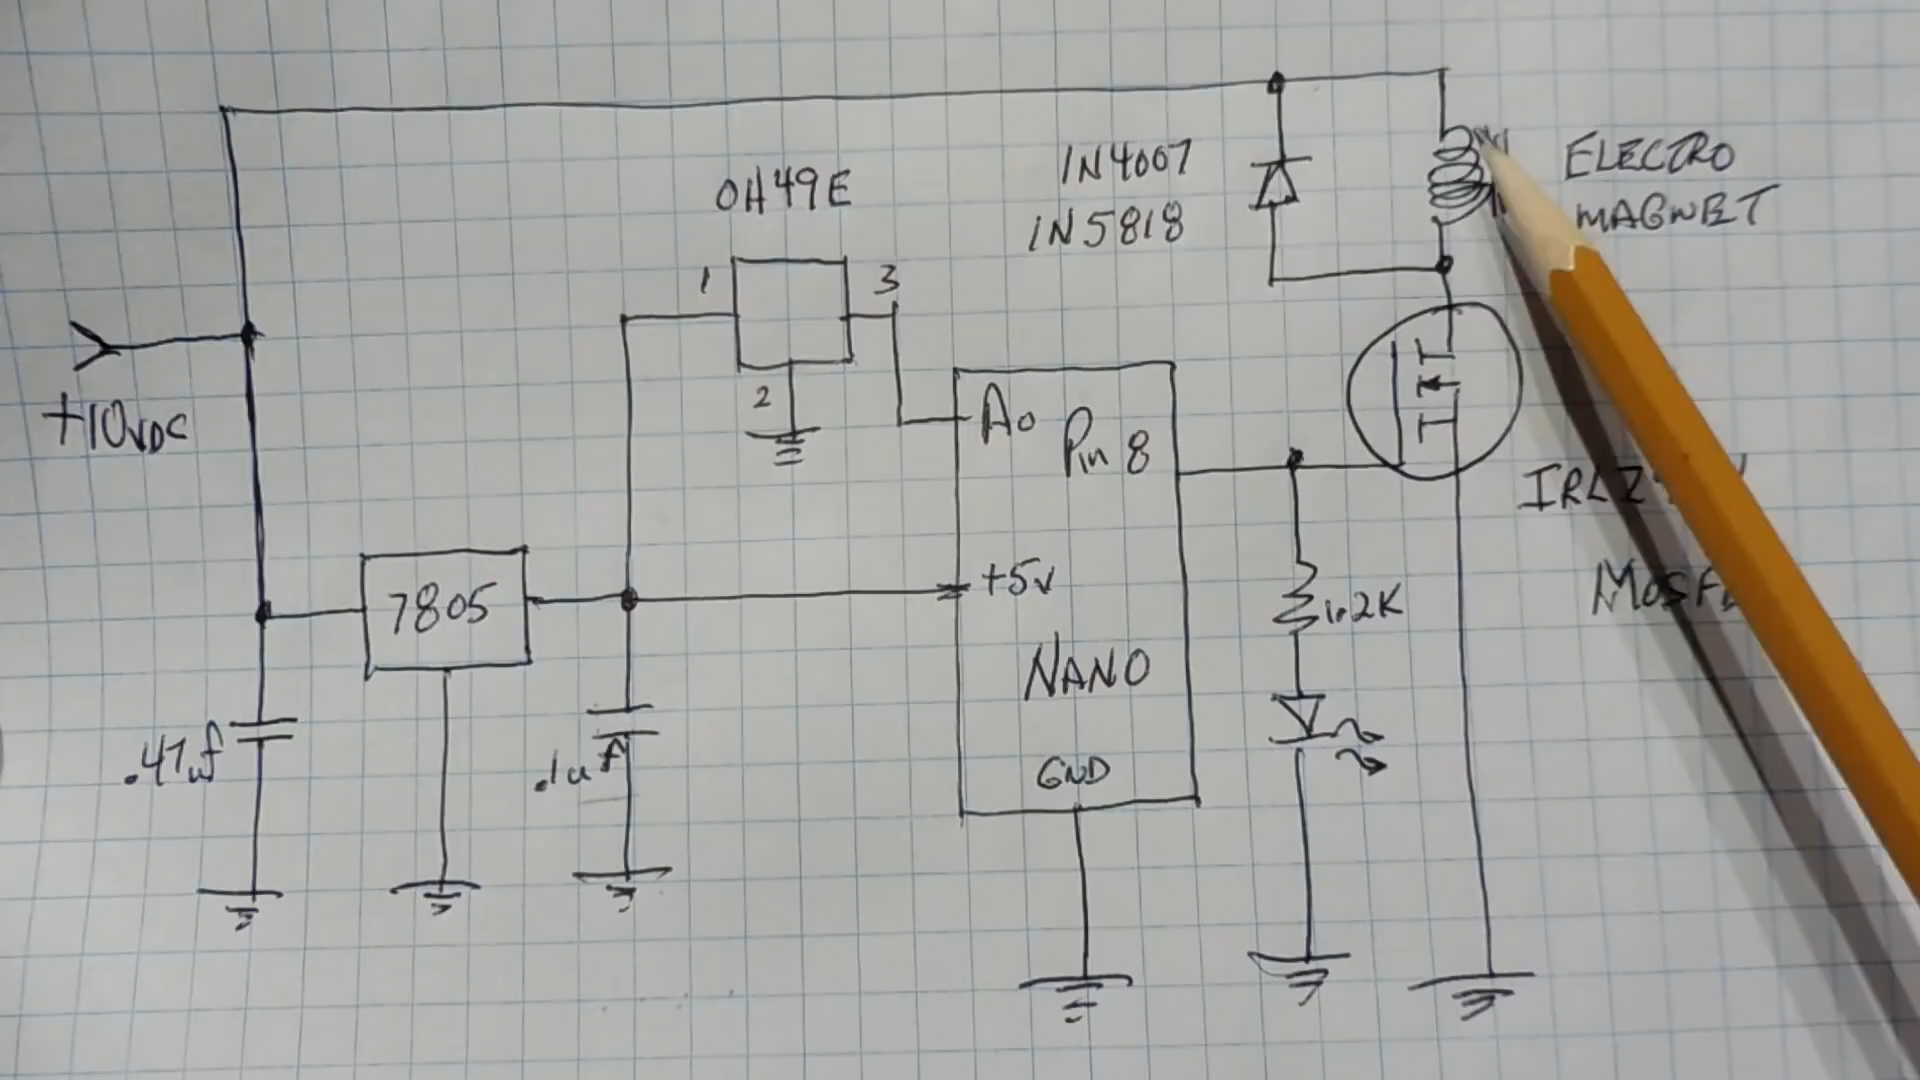 +10VDC
.47uf
7805
.1uf
OH49E
1
2
3
A0
Pin 8
+5v
NANO
GND
1N4007
1N5818
1.2K
ELECTRO
MAGNET